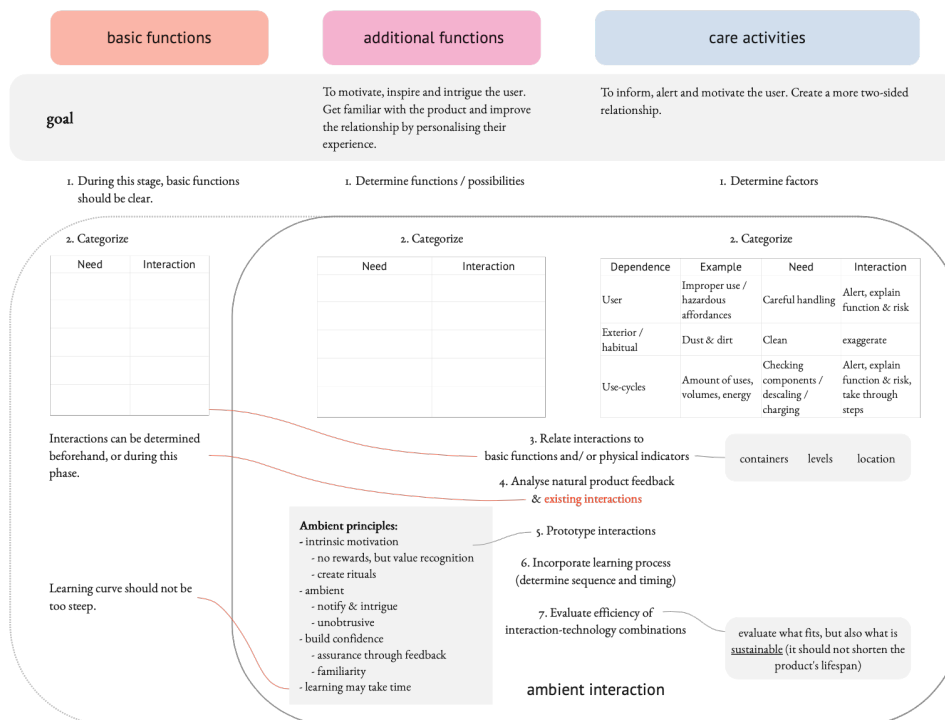 basic functions
additional functions
care activities
goal
To motivate, inspire and intrigue the user.
Get familiar with the product and improve
the relationship by personalising their
experience.
To inform, alert and motivate the user. Create a more two-sided
relationship.
1. During this stage, basic functions
should be clear.
1. Determine functions / possibilities
1. Determine factors
2. Categorize
Need Interaction
2. Categorize
Need Interaction
2. Categorize
Dependence Example Need Interaction
User
Improper use /
hazardous
affordances
Careful handling
Alert, explain
function & risk
Exterior /
habitual
Dust & dirt
Clean
exaggerate
Use-cycles
Amount of uses,
volumes, energy
Checking
components /
descaling /
charging
Alert, explain
function & risk,
take through
steps
Interactions can be determined
beforehand, or during this
phase.
3. Relate interactions to
basic functions and/ or physical indicators
containers levels location
4. Analyse natural product feedback
& existing interactions
Ambient principles:
- intrinsic motivation
- no rewards, but value recognition
- create rituals
- ambient
- notify & intrigue
- unobtrusive
- build confidence
- assurance through feedback
- familiarity
- learning may take time
5. Prototype interactions
6. Incorporate learning process
(determine sequence and timing)
Learning curve should not be
too steep.
7. Evaluate efficiency of
interaction-technology combinations
evaluate what fits, but also what is
sustainable (it should not shorten the
product's lifespan)
ambient interaction